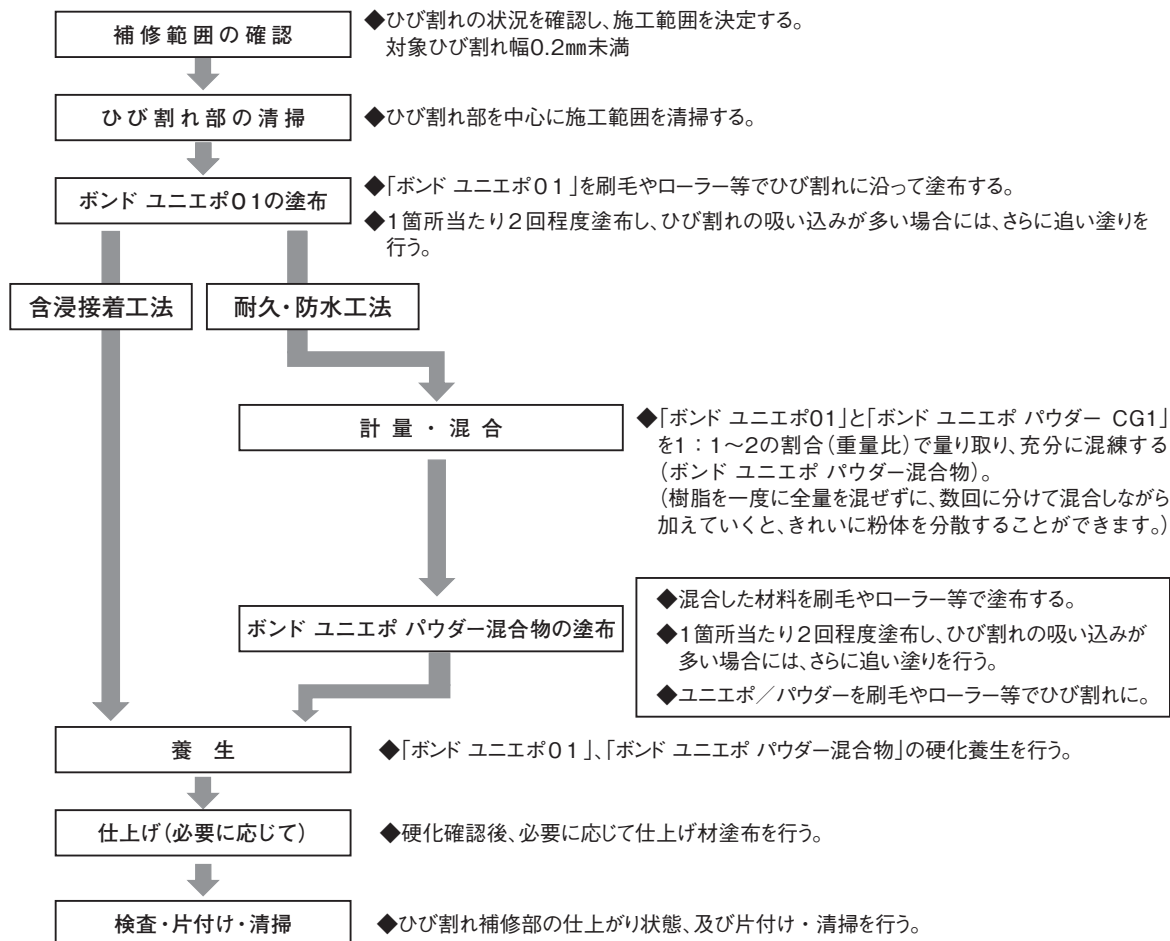 補修範囲の確認
◆ひび割れの状況を確認し、施工範囲を決定する。
対象ひび割れ幅0.2㎜未満
ひび割れ部の清掃
◆ひび割れ部を中心に施工範囲を清掃する。
ボンド ユニエポ01の塗布
◆「ボンド ユニエポ01」を刷毛やローラー等でひび割れに沿って塗布する。
◆1箇所当たり2回程度塗布し、ひび割れの吸い込みが多い場合には、さらに追い塗りを
行う。
含浸接着工法
耐久・防水工法
計量・混合
◆「ボンド ユニエポ01」と「ボンド ユニエポ パウダー CG1」
を1：1～2の割合（重量比）で量り取り、充分に混練する
（ボンド ユニエポ パウダー混合物）。
（樹脂を一度に全量を混ぜずに、数回に分けて混合しながら
加えていくと、きれいに粉体を分散することができます。）
ボンド ユニエポ パウダー混合物の塗布
◆混合した材料を刷毛やローラー等で塗布する。
◆1箇所当たり2回程度塗布し、ひび割れの吸い込みが
多い場合には、さらに追い塗りを行う。
◆ユニエポ／パウダーを刷毛やローラー等でひび割れに。
養 生
◆「ボンド ユニエポ01」、「ボンド ユニエポ パウダー混合物」の硬化養生を行う。
仕上げ（必要に応じて）
◆硬化確認後、必要に応じて仕上げ材塗布を行う。
検査・片付け・清掃
◆ひび割れ補修部の仕上がり状態、及び片付け・清掃を行う。